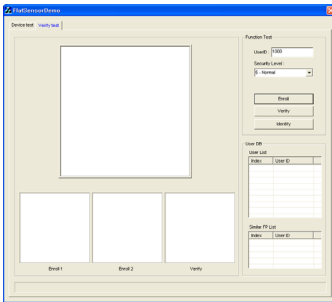 FlatSensorDemo
Device test
Verify test
Function Test
UserID :
1000
Security Level :
5 - Normal
Enroll
Verify
Identify
User DB
User List
Index
User ID
Similar FP List
Index
User ID
Enroll 1
Enroll 2
Verify